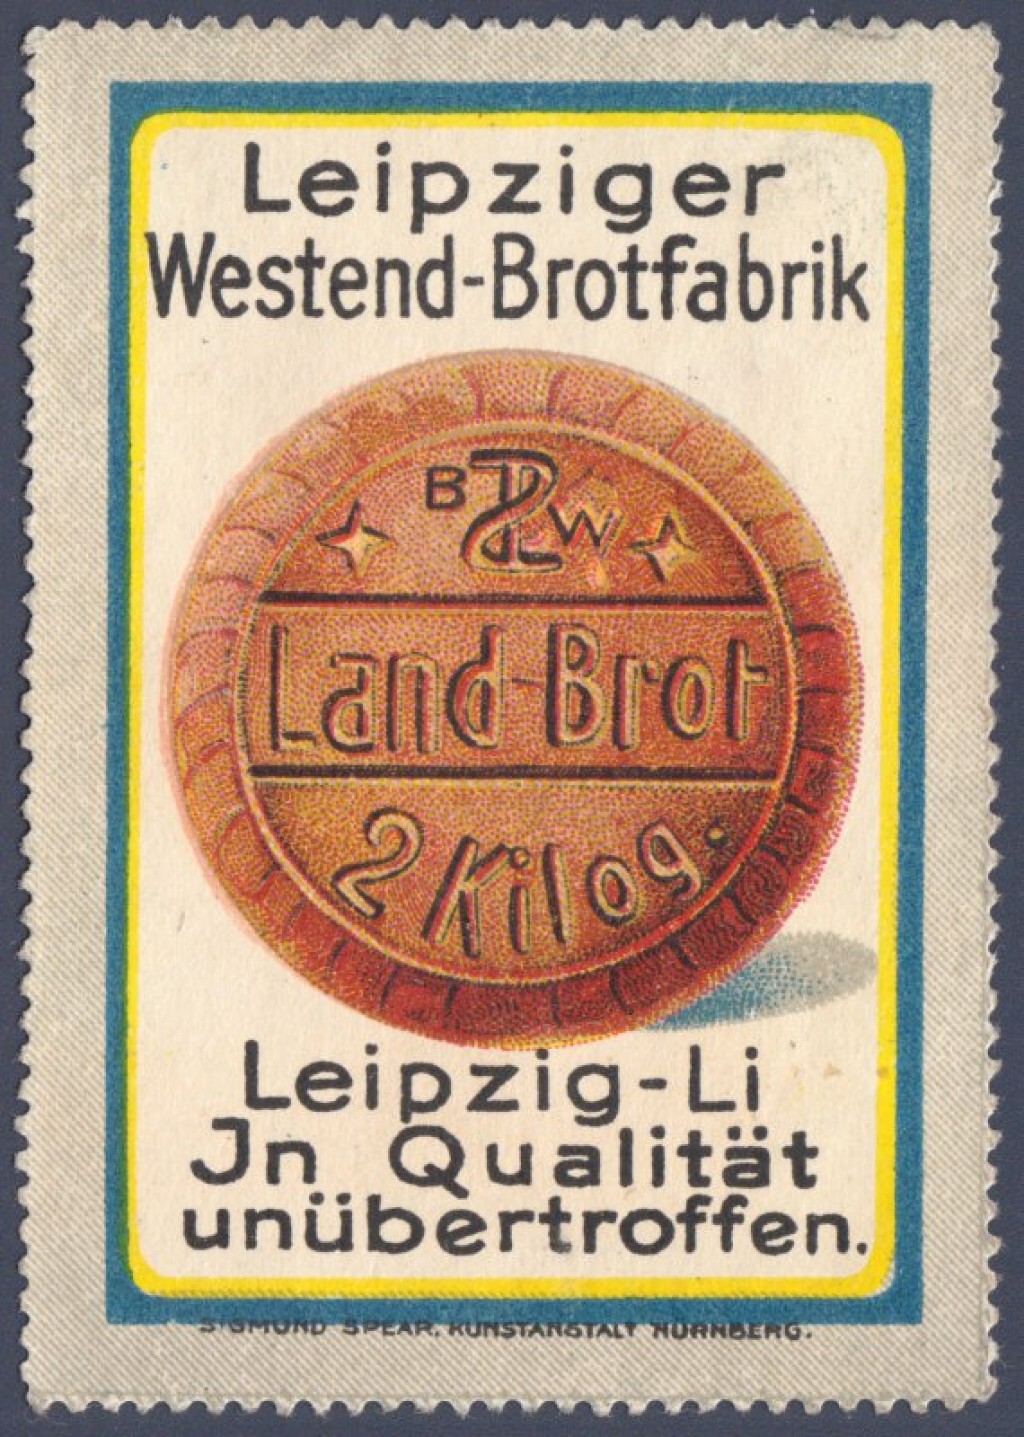 Leipziger
Westend-Brotfabrik
B L W
Land-Brot
2 Kilog.
Leipzig-Li
Jn Qualität
unübertroffen.
SIGMUND SPEAR, KUNSTANSTALT NÜRNBERG.